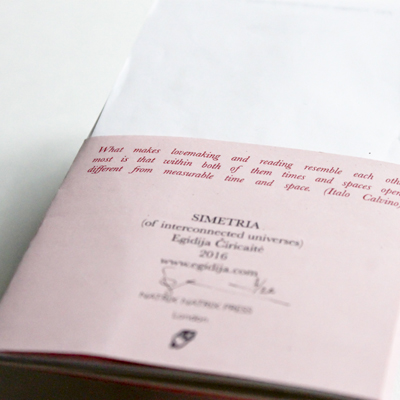 What makes lovemaking and reading resemble each othe
most is that within both of them times and spaces open,
different from measurable time and space. (Italo Calvino)
SIMETRIA
(of interconnected universes)
Egidija Čiricaitė
2016
www.egidija.com
NATRIX NATRIX PRESS
London